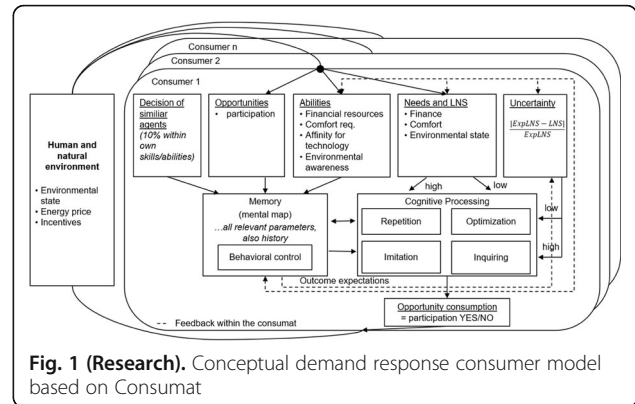 Consumer n
Consumer 2
Consumer 1
Human and
natural
environment
• Environmental
state
• Energy price
• Incentives
Decision of
similiar
agents
(10% within
own
skills/abilities)
Opportunities
• participation
Abilities
• Financial resources
• Comfort req.
• Affinity for
technology
• Environmental
awareness
Needs and LNS
• Finance
• Comfort
• Environmental state
Uncertainty
|ExpLNS − LNS|
ExpLNS
high
low
low
high
Memory
(mental map)
...all relevant parameters,
also history
Behavioral control
Cognitive Processing
Repetition
Optimization
Imitation
Inquiring
Outcome expectations
Opportunity consumption
= participation YES/NO
Feedback within the consumat
Fig. 1 (Research). Conceptual demand response consumer model
based on Consumat